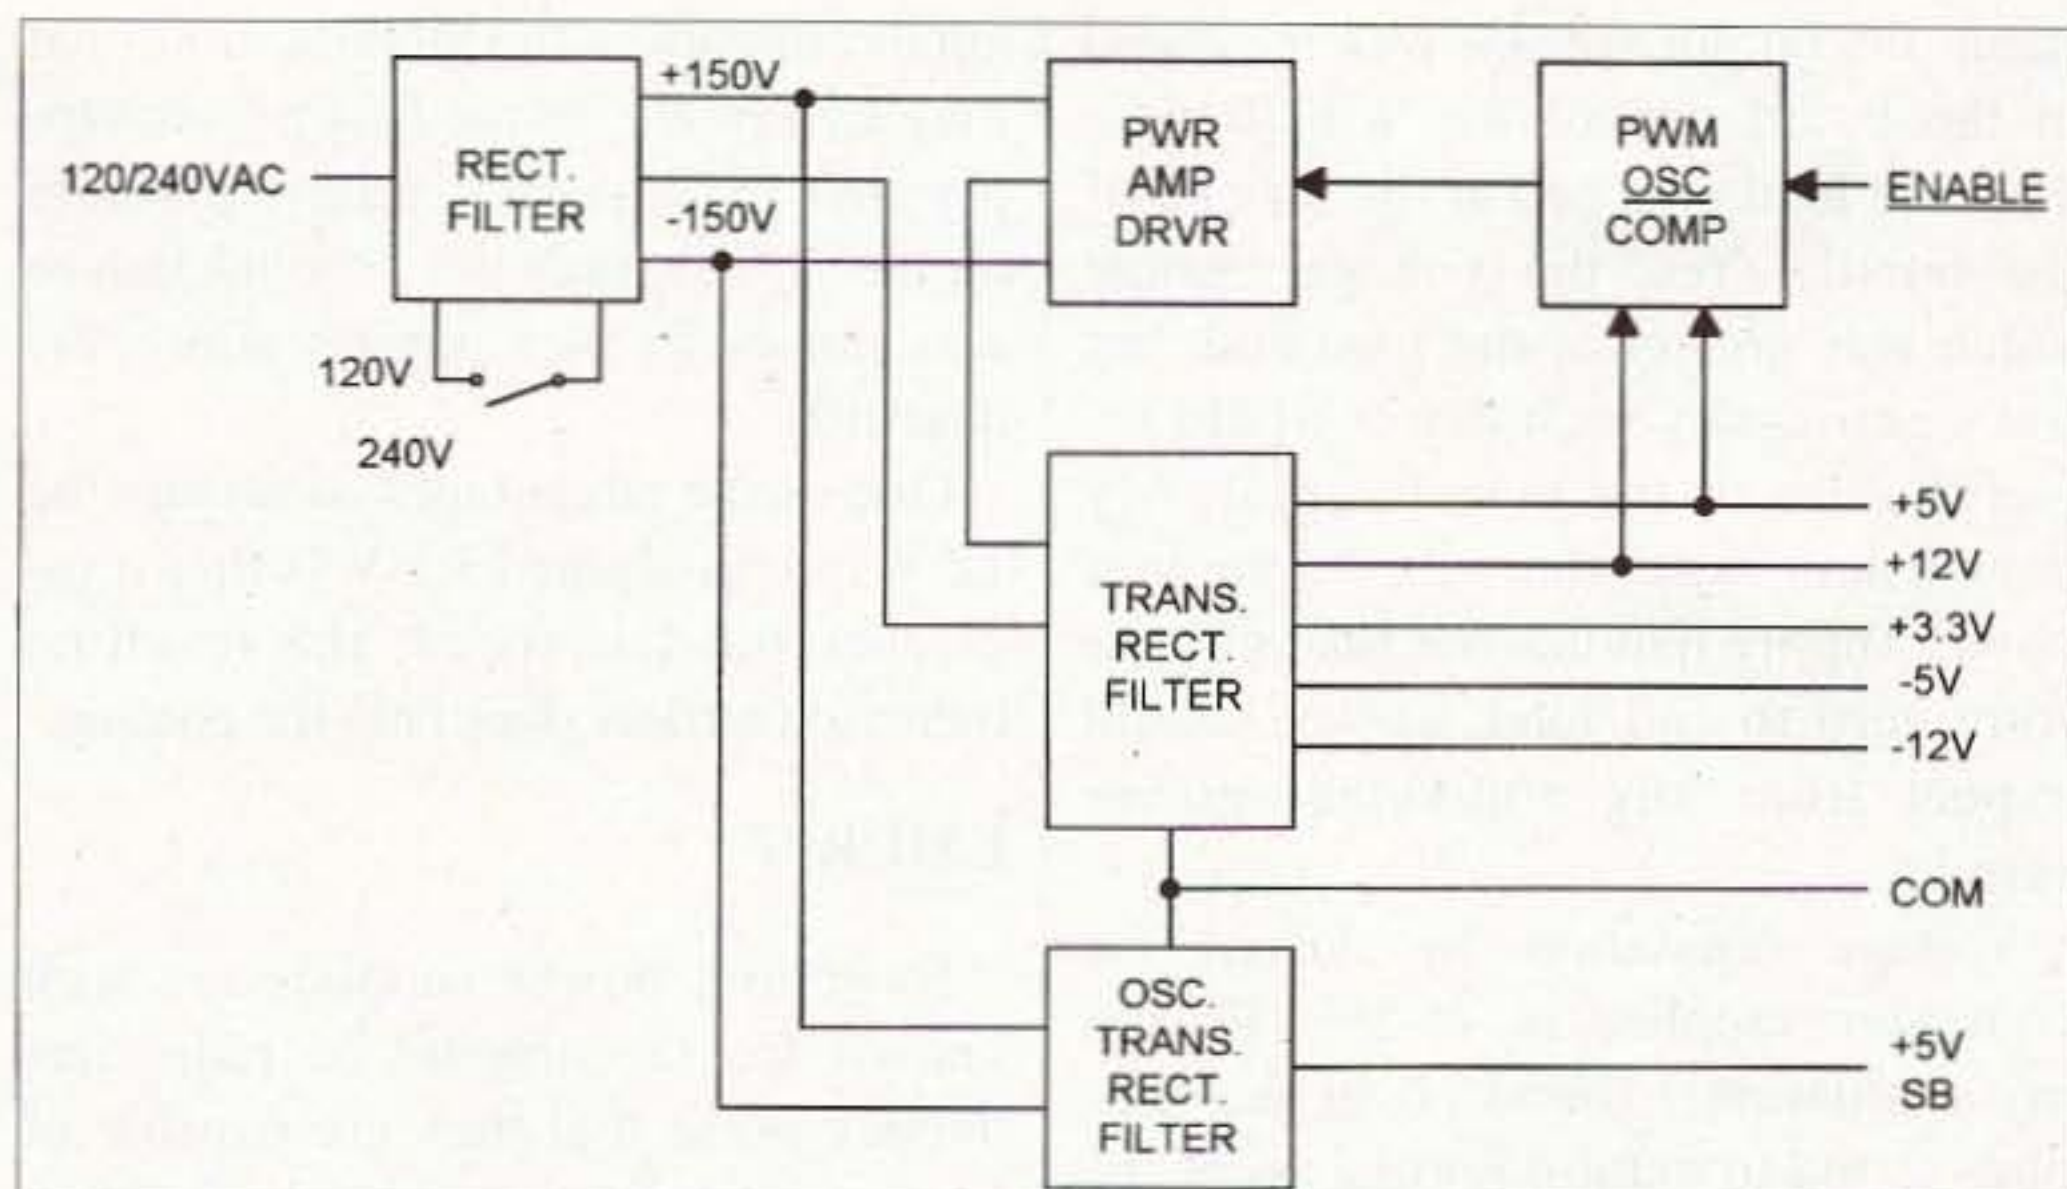 120/240VAC
RECT.
FILTER
+150V
-150V
120V
240V
PWR
AMP
DRVR
PWM
OSC
COMP
ENABLE
TRANS.
RECT.
FILTER
+5V
+12V
+3.3V
-5V
-12V
COM
OSC.
TRANS.
RECT.
FILTER
+5V
SB